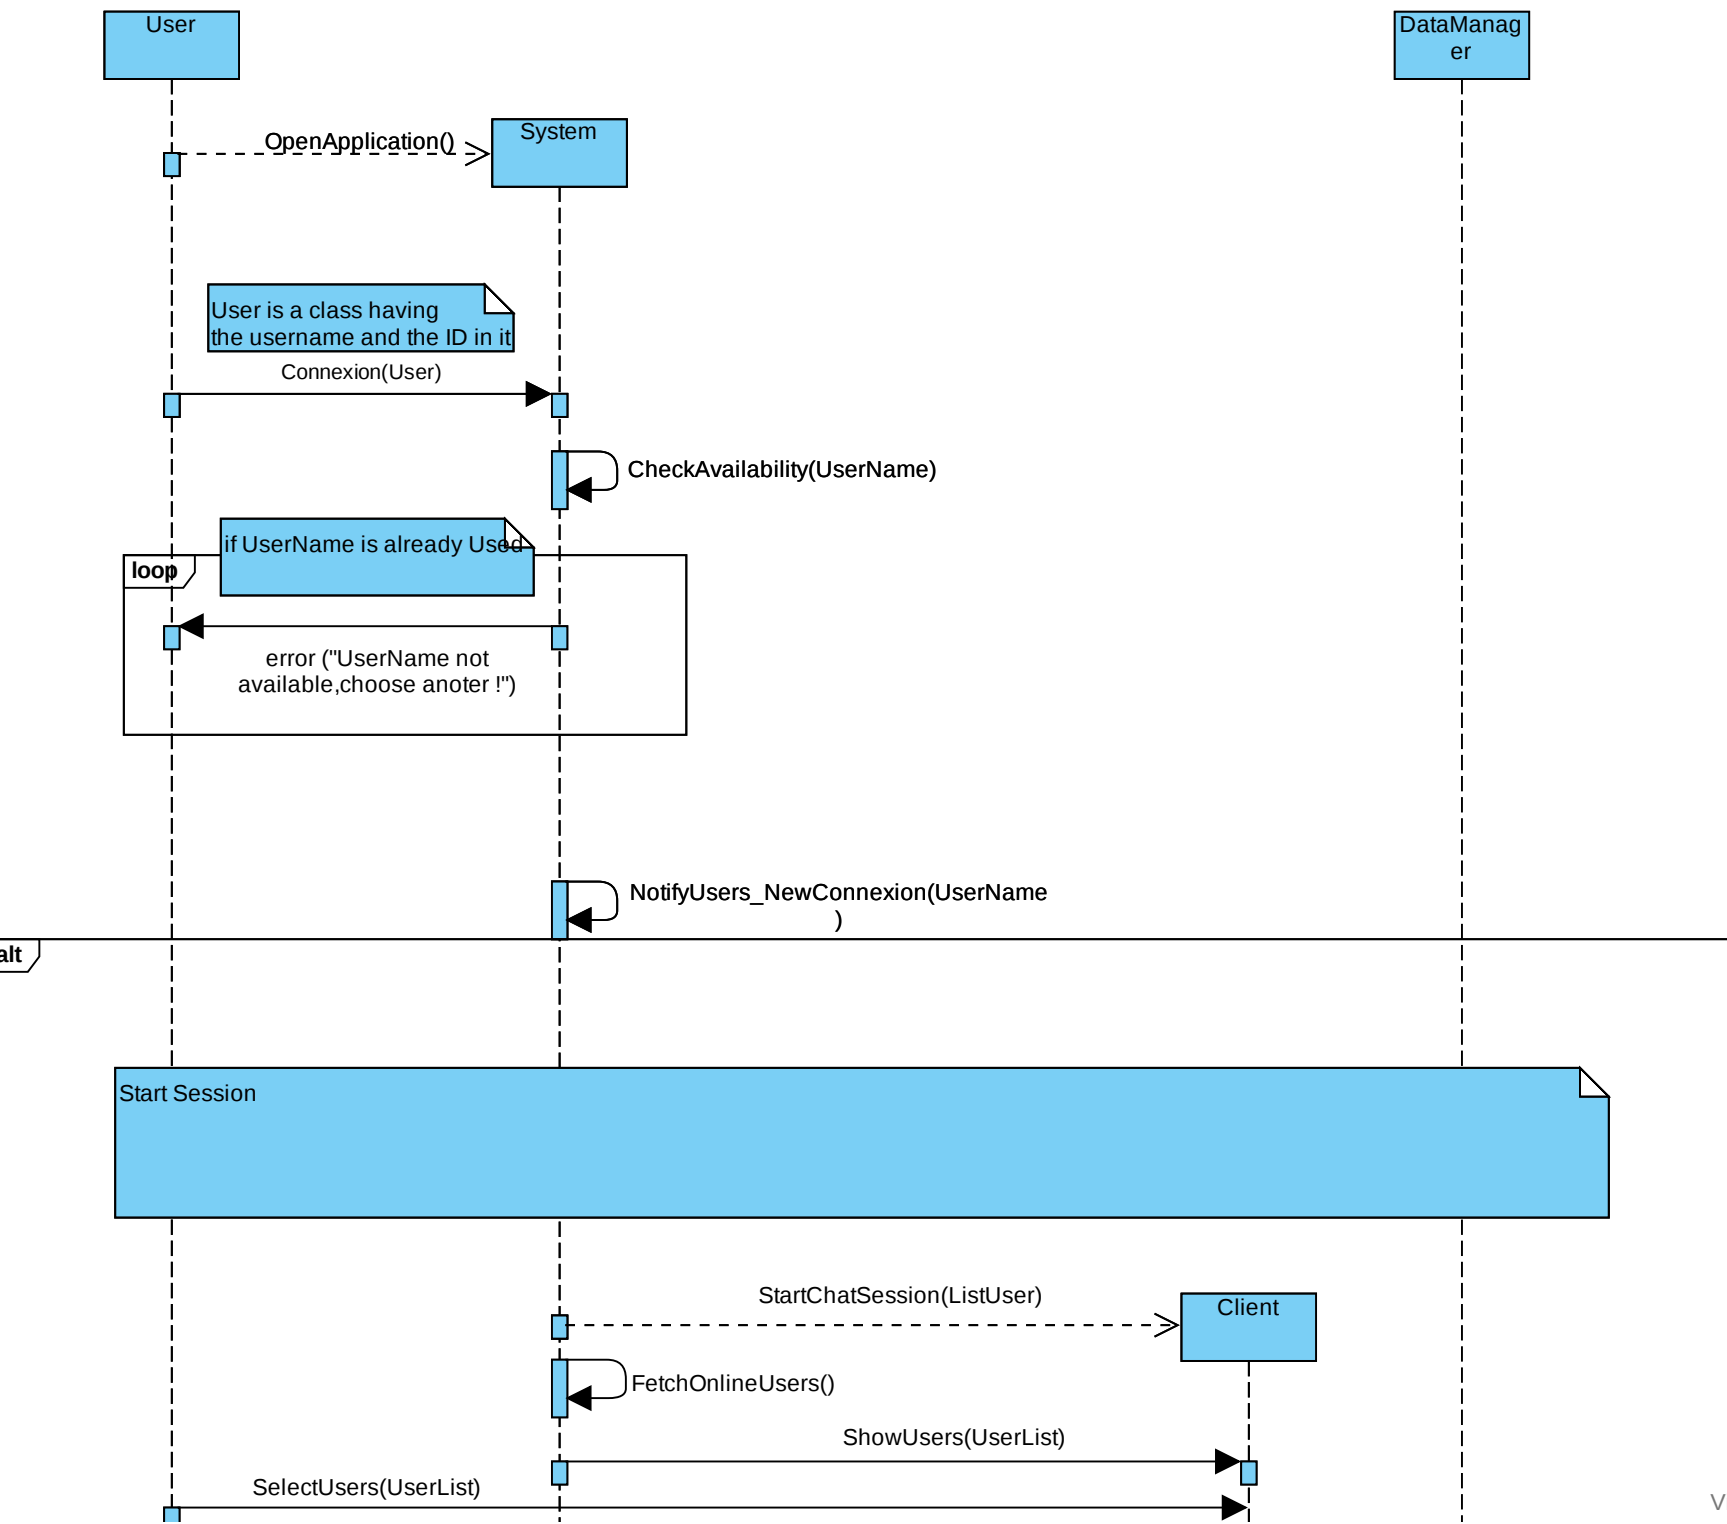 User
DataManag
er
System
OpenApplication()
User is a class having
the username and the ID in it
Connexion(User)
CheckAvailability(UserName)
if UserName is already Used
loop
error ("UserName not
available,choose anoter !")
NotifyUsers_NewConnexion(UserName
)
alt
Start Session
StartChatSession(ListUser)
Client
FetchOnlineUsers()
ShowUsers(UserList)
SelectUsers(UserList)
V